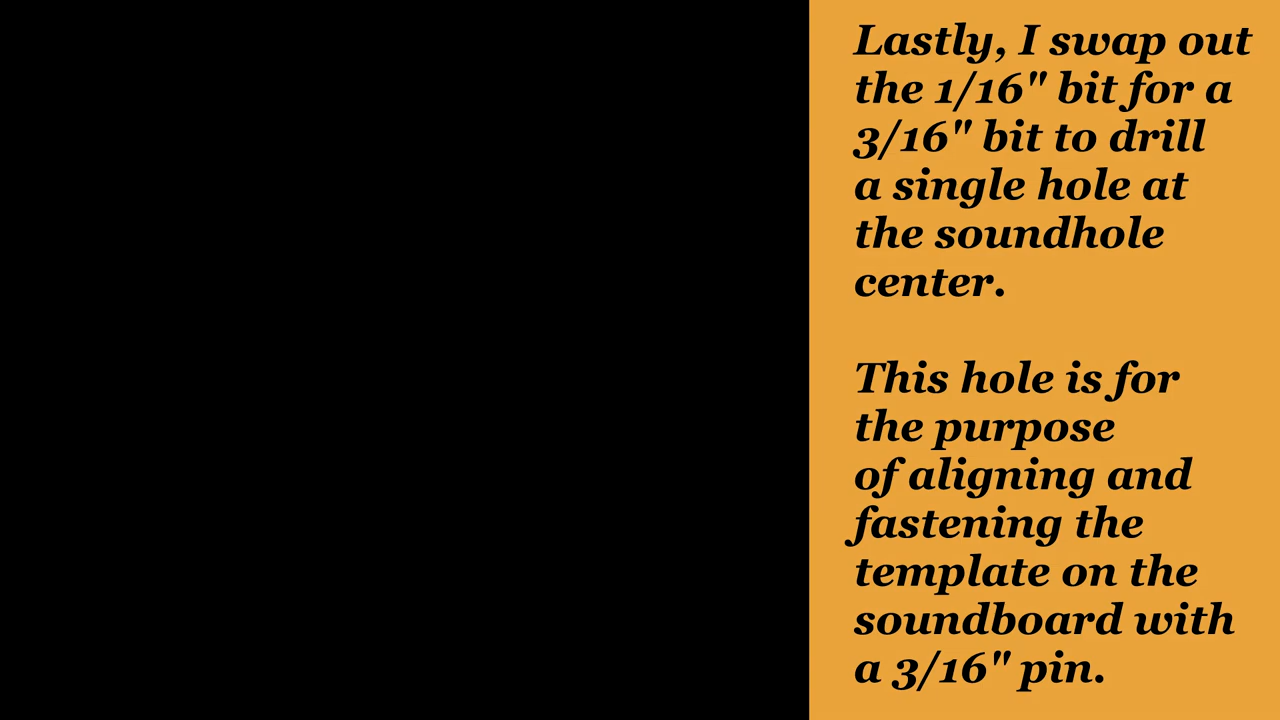 Lastly, I swap out
the 1/16" bit for a
3/16" bit to drill
a single hole at
the soundhole
center.
This hole is for
the purpose
of aligning and
fastening the
template on the
soundboard with
a 3/16" pin.